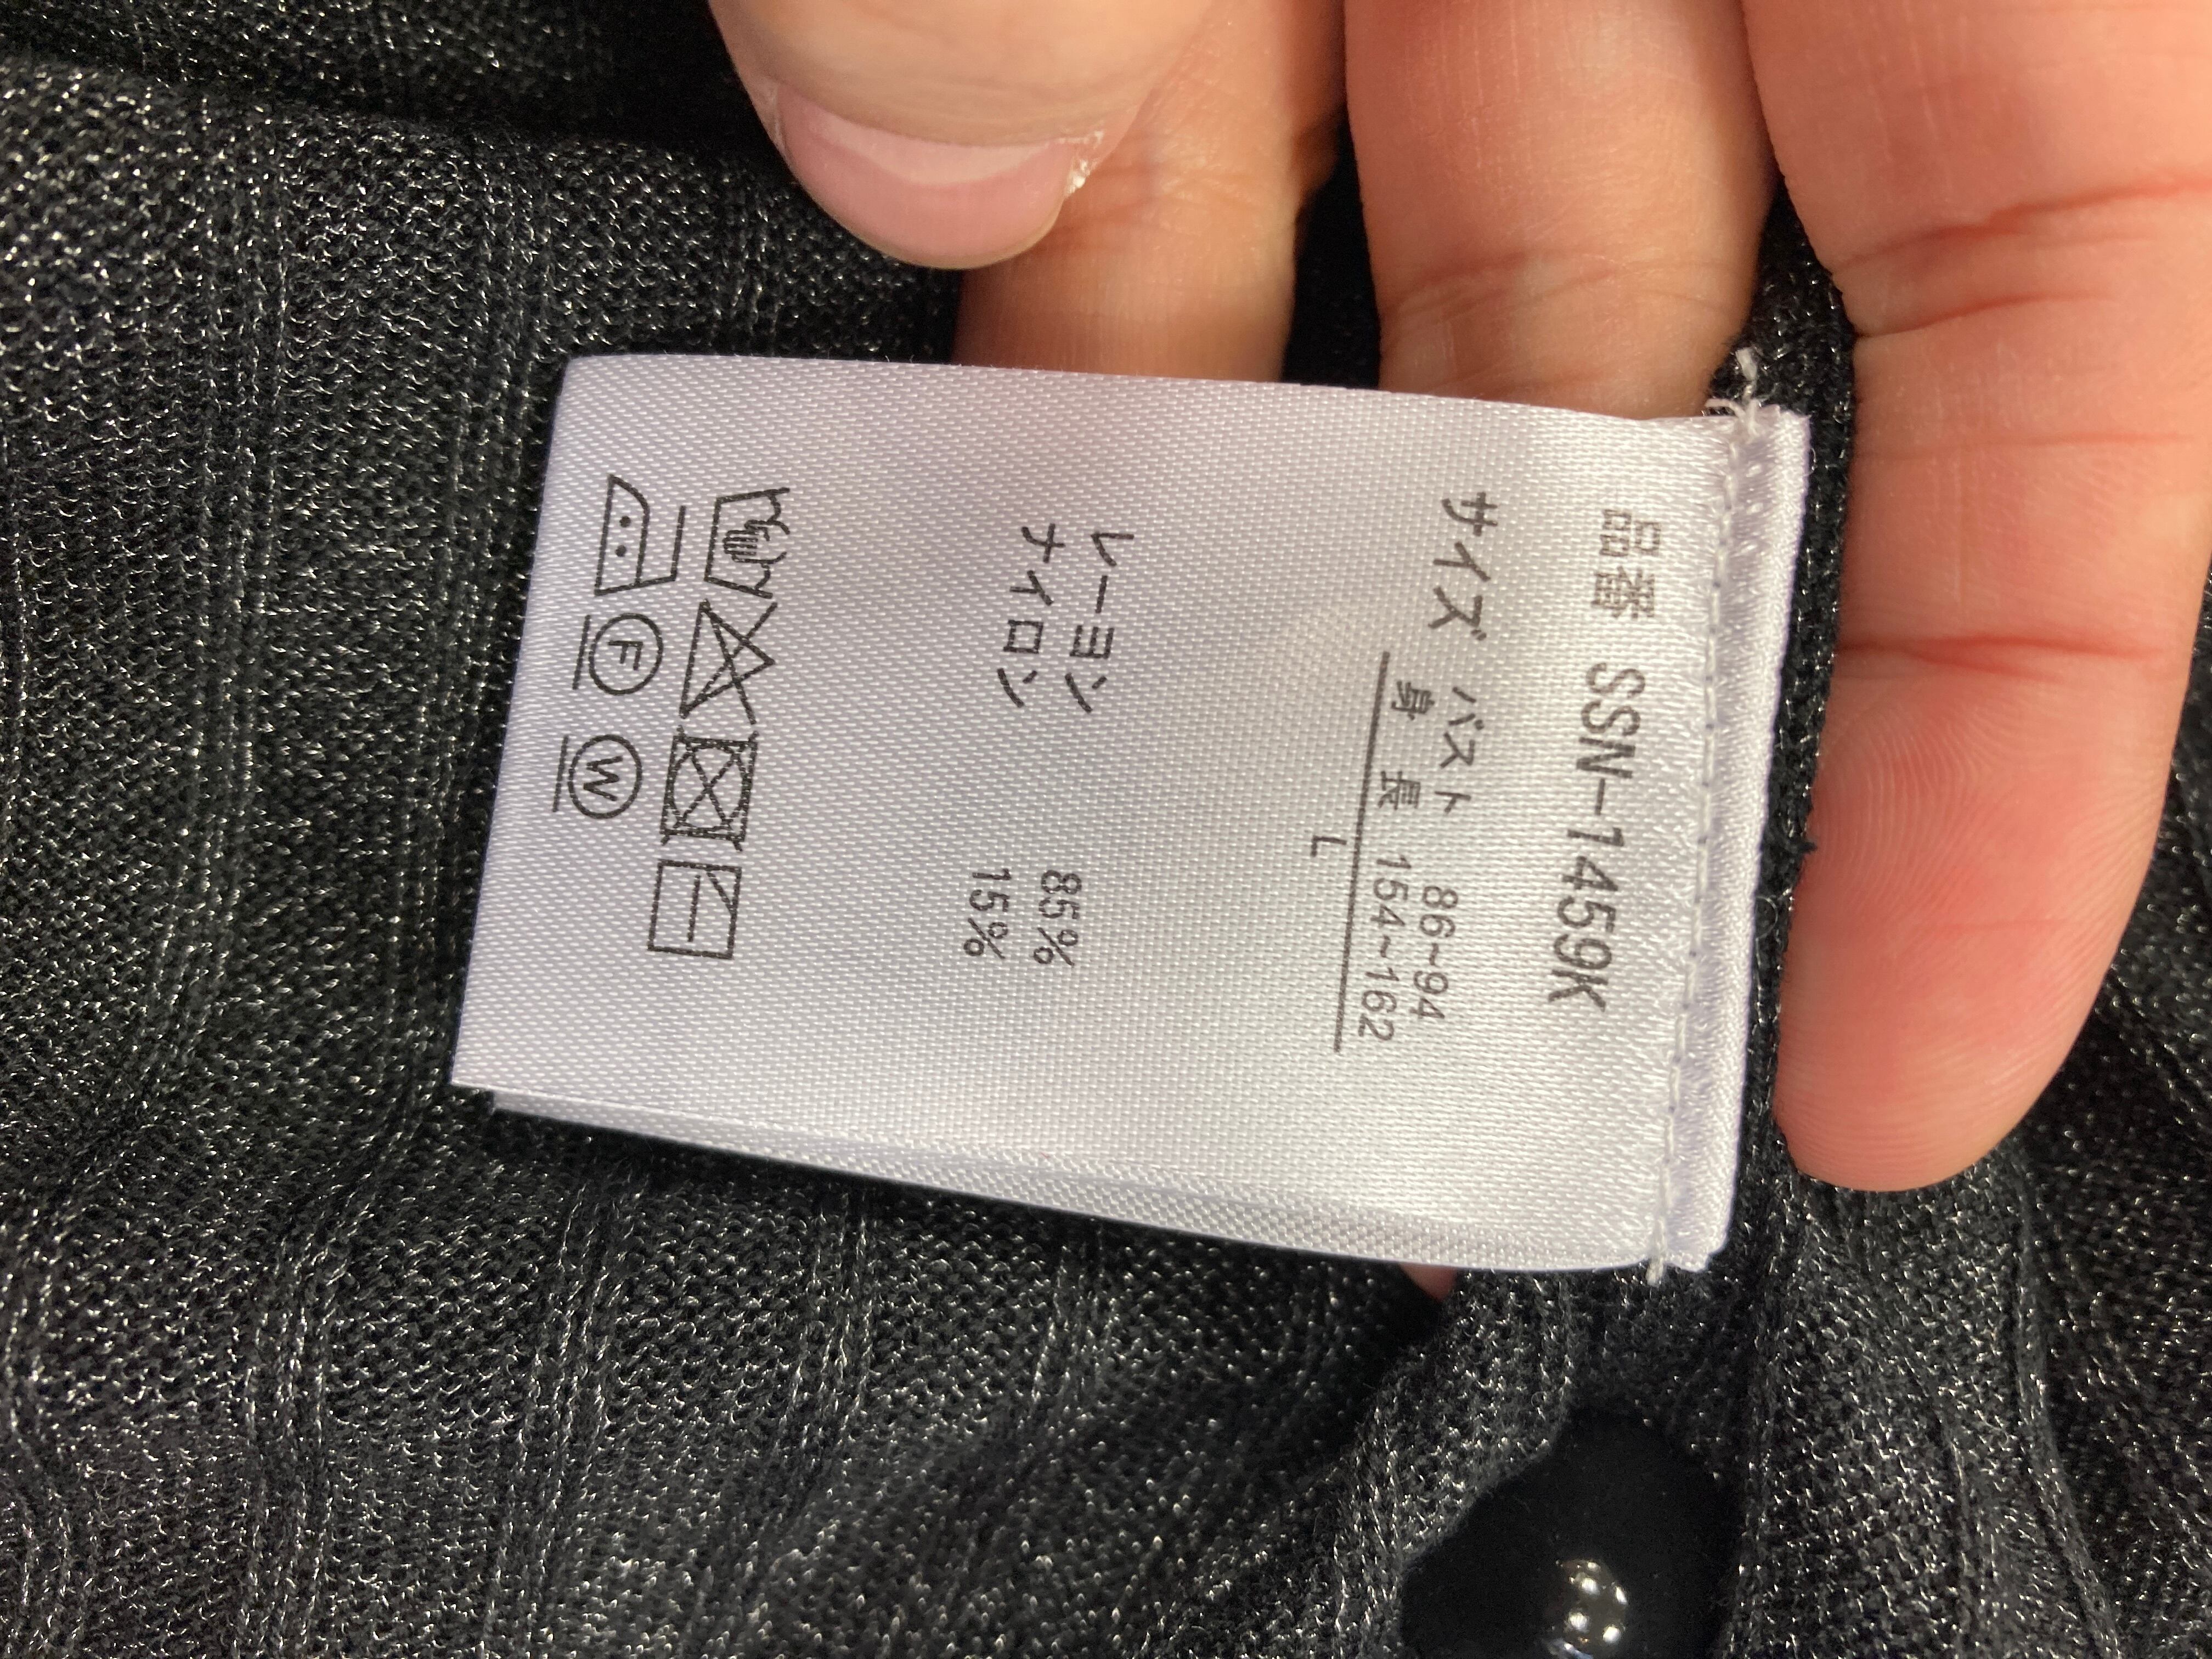 品番 SSN-1459K
サイズ バスト 86~94
身長 154~162
L
レーヨン 85%
ナイロン 15%
F W